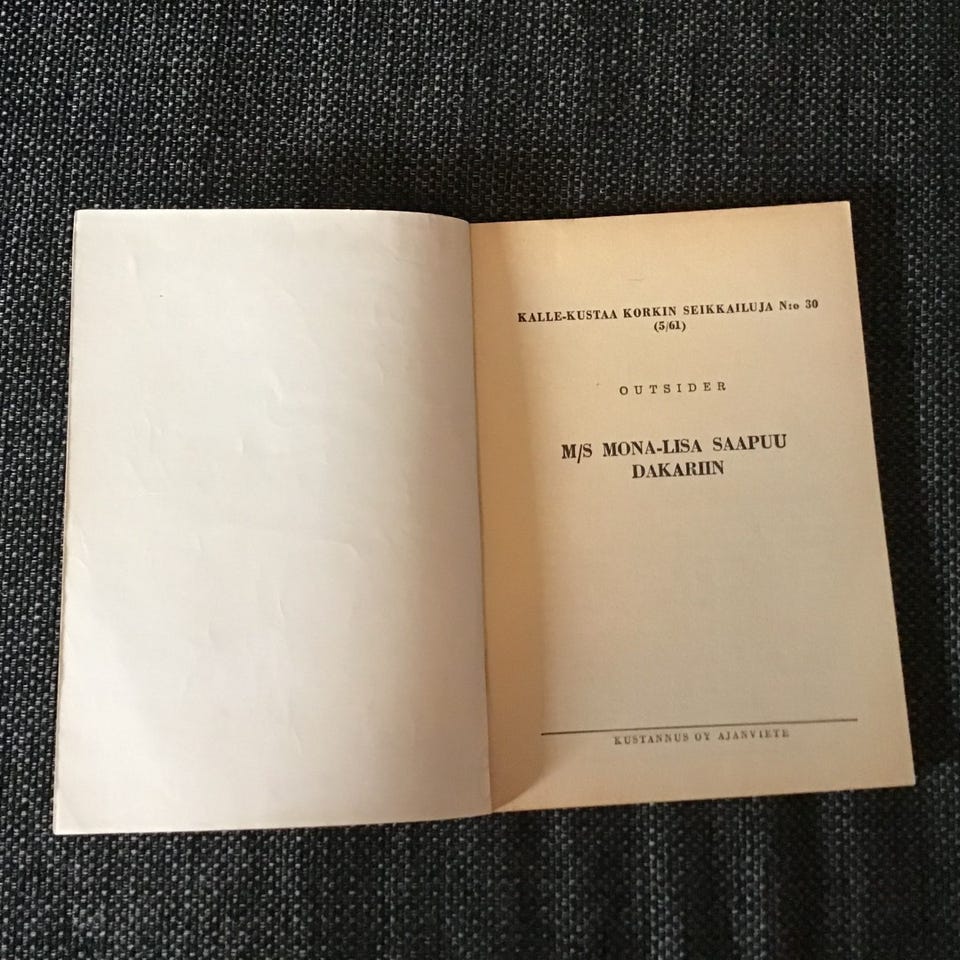 KALLE-KUSTAA KORKIN SEIKKAILUJA N:o 30
(5/61)
OUTSIDER
M/S MONA-LISA SAAPUU
DAKARIIN
KUSTANNUS OY AJANVIETE